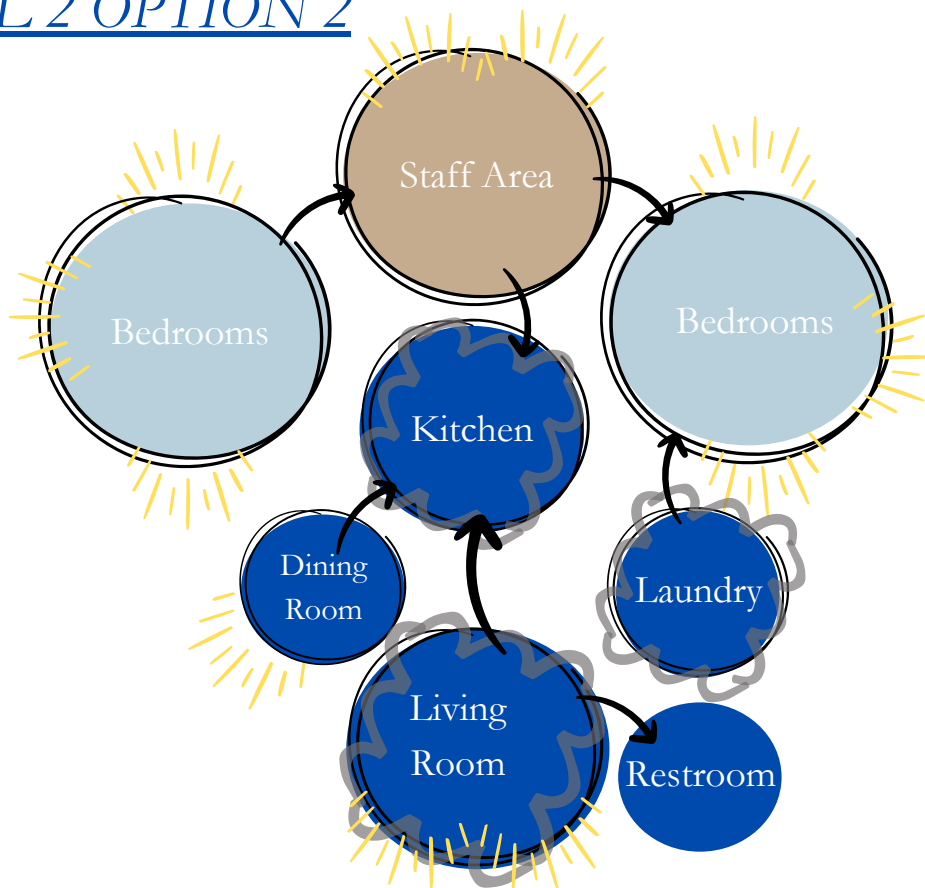 L 2 OPTION 2
Staff Area
Bedrooms
Bedrooms
Kitchen
Dining
Room
Laundry
Living
Room
Restroom